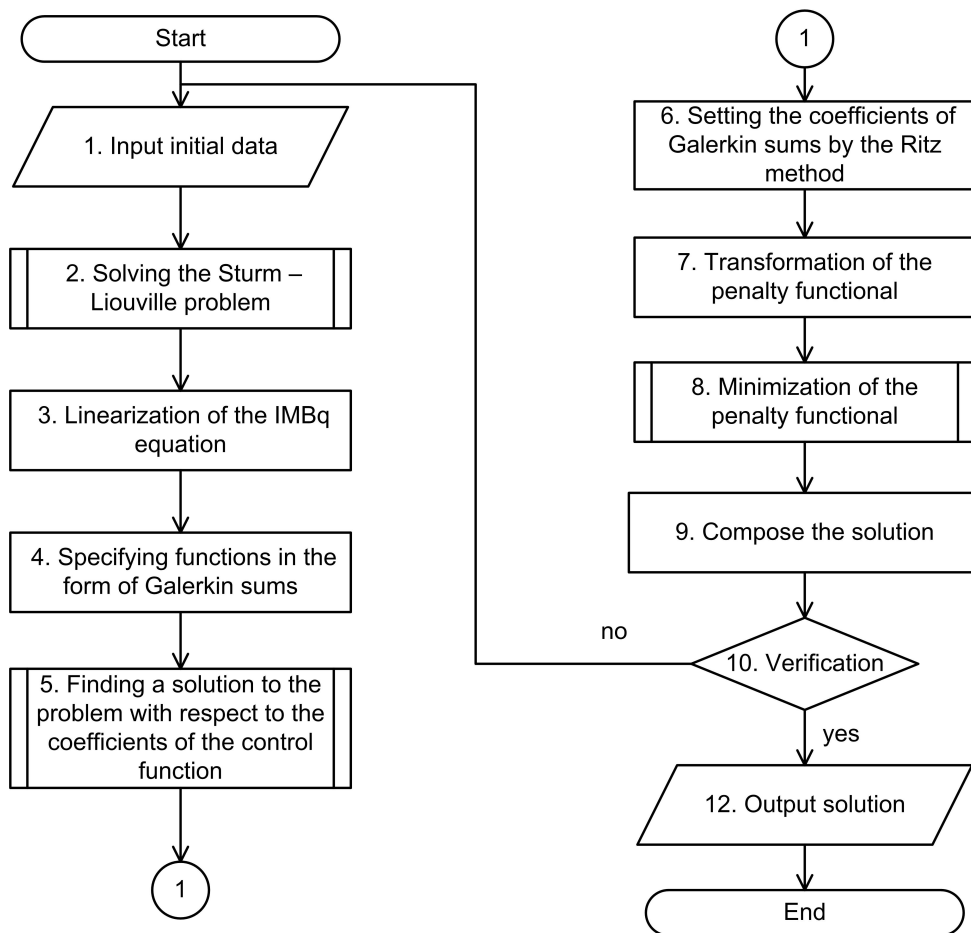 Start
1. Input initial data
2. Solving the Sturm –
Liouville problem
3. Linearization of the IMBq
equation
4. Specifying functions in the
form of Galerkin sums
5. Finding a solution to the
problem with respect to the
coefficients of the control
function
1
1
6. Setting the coefficients of
Galerkin sums by the Ritz
method
7. Transformation of the
penalty functional
8. Minimization of the
penalty functional
9. Compose the solution
no
10. Verification
yes
12. Output solution
End